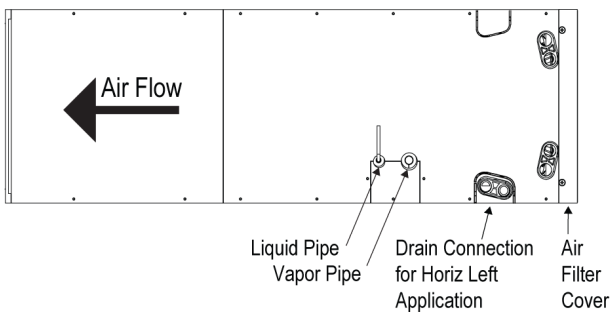 Air Flow
Liquid Pipe
Vapor Pipe
Drain Connection
for Horiz Left
Application
Air
Filter
Cover